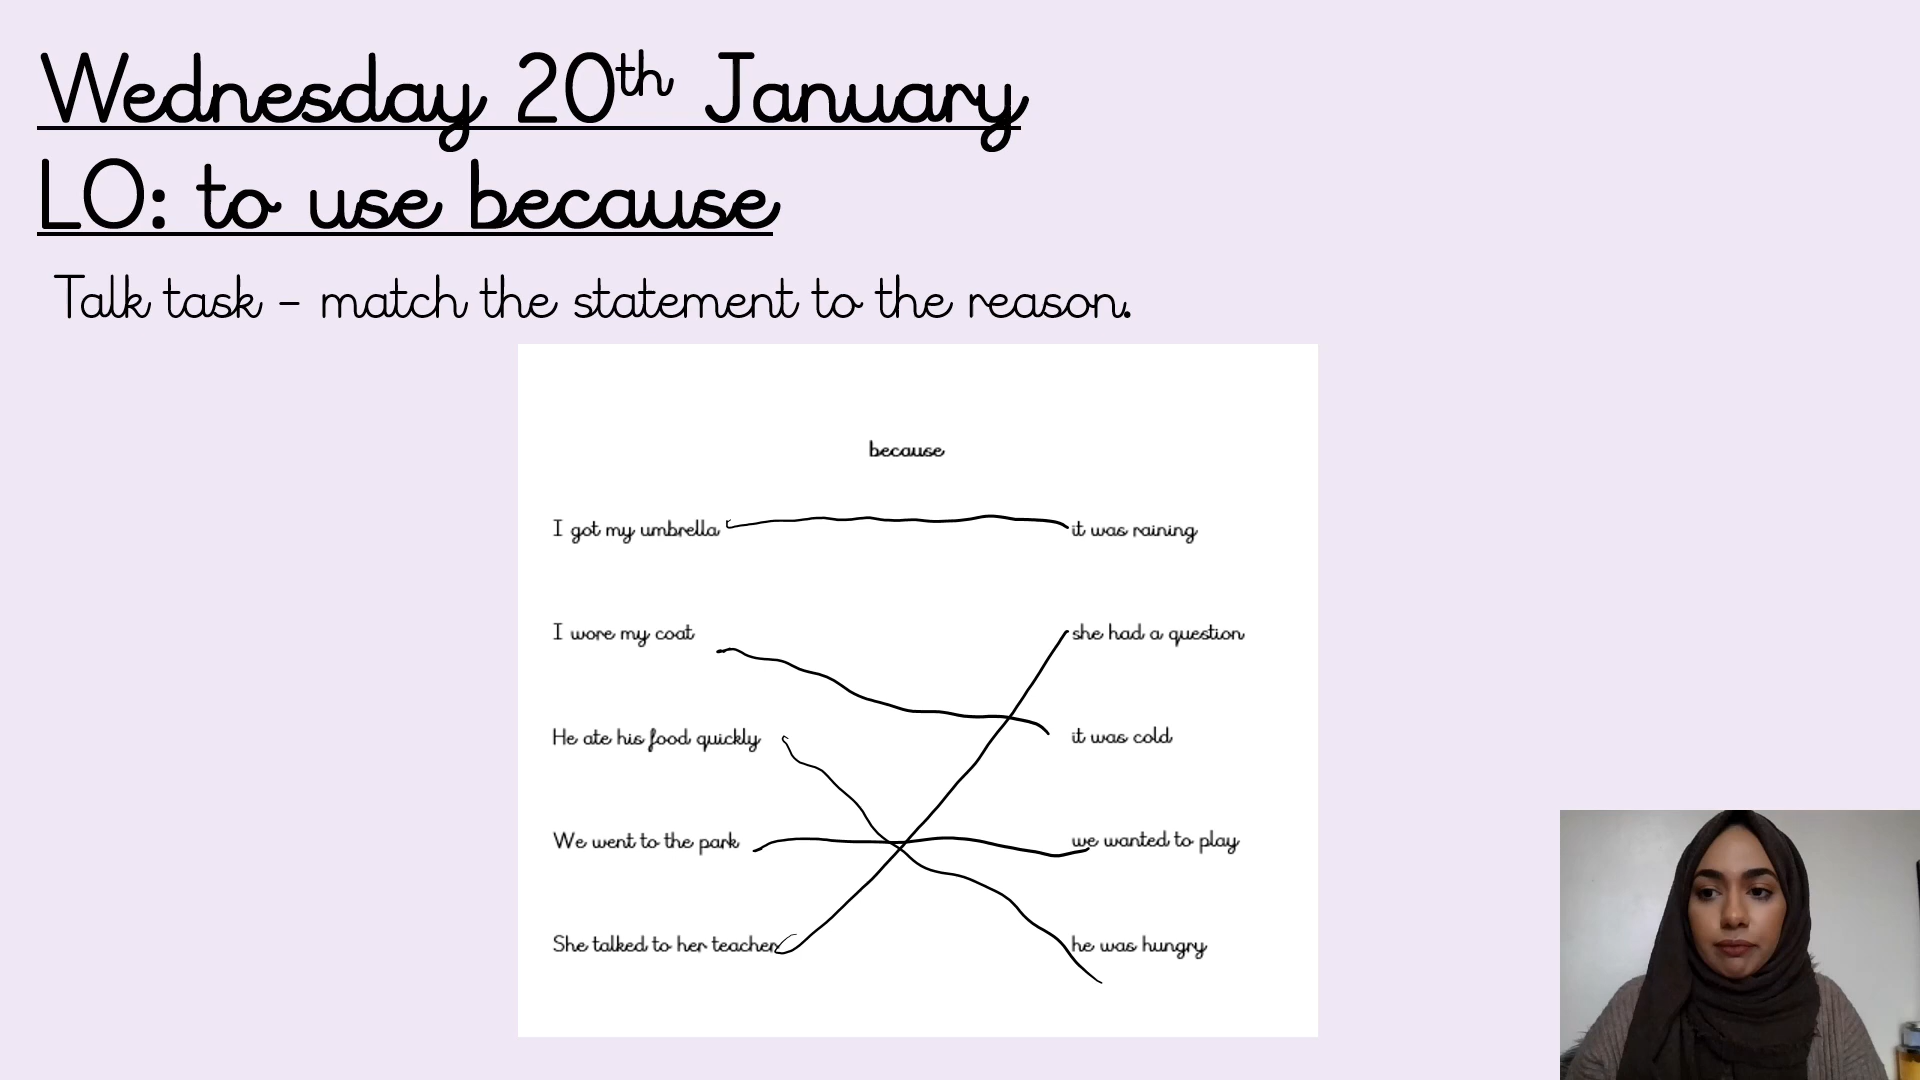 Wednesday 20th January
LO: to use because
Talk task - match the statement to the reason.
because
I got my umbrella it was raining
I wore my coat she had a question
He ate his food quickly it was cold
We went to the park we wanted to play
She talked to her teacher he was hungry